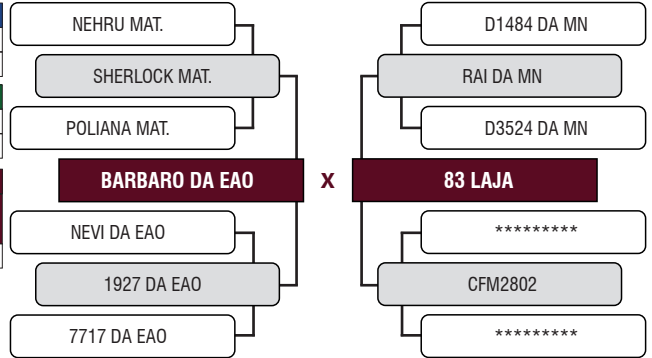 NEHRU MAT.
SHERLOCK MAT.
POLIANA MAT.
BARBARO DA EAO
NEVI DA EAO
1927 DA EAO
7717 DA EAO
X
D1484 DA MN
RAI DA MN
D3524 DA MN
83 LAJA
*********
CFM2802
*********